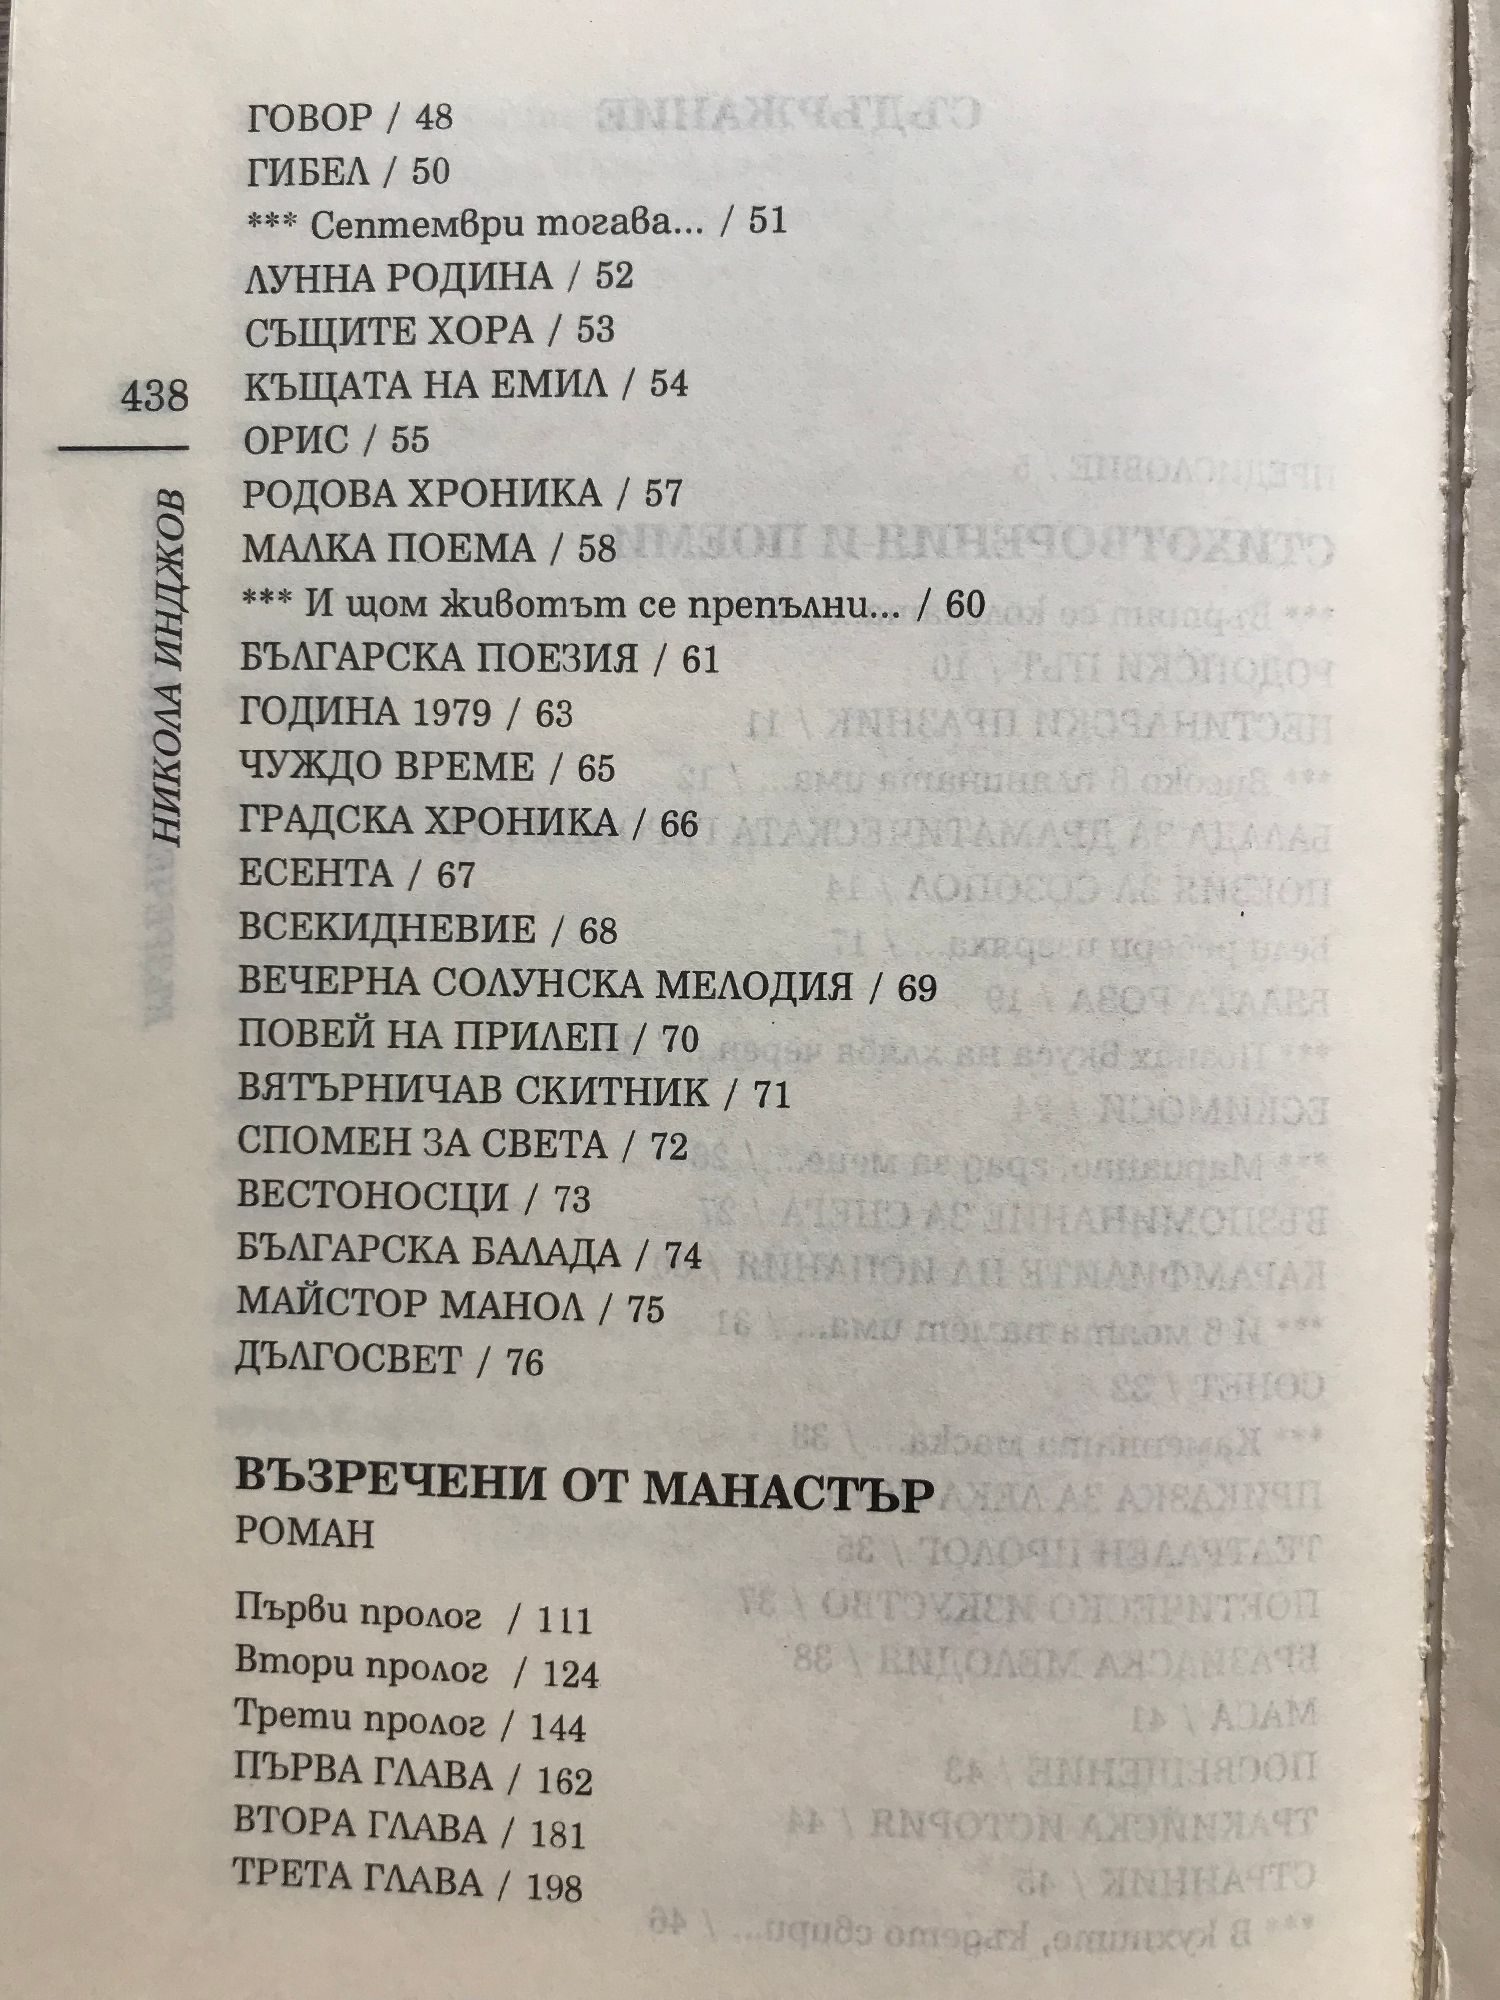 ГОВОР / 48
ГИБЕЛ / 50
*** Септември тогава... / 51
ЛУННА РОДИНА / 52
СЪЩИТЕ ХОРА / 53
КЪЩАТА НА ЕМИЛ / 54
ОРИС / 55
РОДОВА ХРОНИКА / 57
МАЛКА ПОЕМА / 58
*** И щом животът се препълни... / 60
БЪЛГАРСКА ПОЕЗИЯ / 61
ГОДИНА 1979 / 63
ЧУЖДО ВРЕМЕ / 65
ГРАДСКА ХРОНИКА / 66
ЕСЕНТА / 67
ВСЕКИДНЕВИЕ / 68
ВЕЧЕРНА СОЛУНСКА МЕЛОДИЯ / 69
ПОВЕЙ НА ПРИЛЕП / 70
ВЯТЪРНИЧАВ СКИТНИК / 71
СПОМЕН ЗА СВЕТА / 72
ВЕСТОНОСЦИ / 73
БЪЛГАРСКА БАЛАДА / 74
МАЙСТОР МАНОЛ / 75
ДЪЛГОСВЕТ / 76
ВЪЗРЕЧЕНИ ОТ МАНАСТЪР
РОМАН
Първи пролог / 111
Втори пролог / 124
Трети пролог / 144
ПЪРВА ГЛАВА / 162
ВТОРА ГЛАВА / 181
ТРЕТА ГЛАВА / 198
438
НИКОЛА ИНДЖОВ